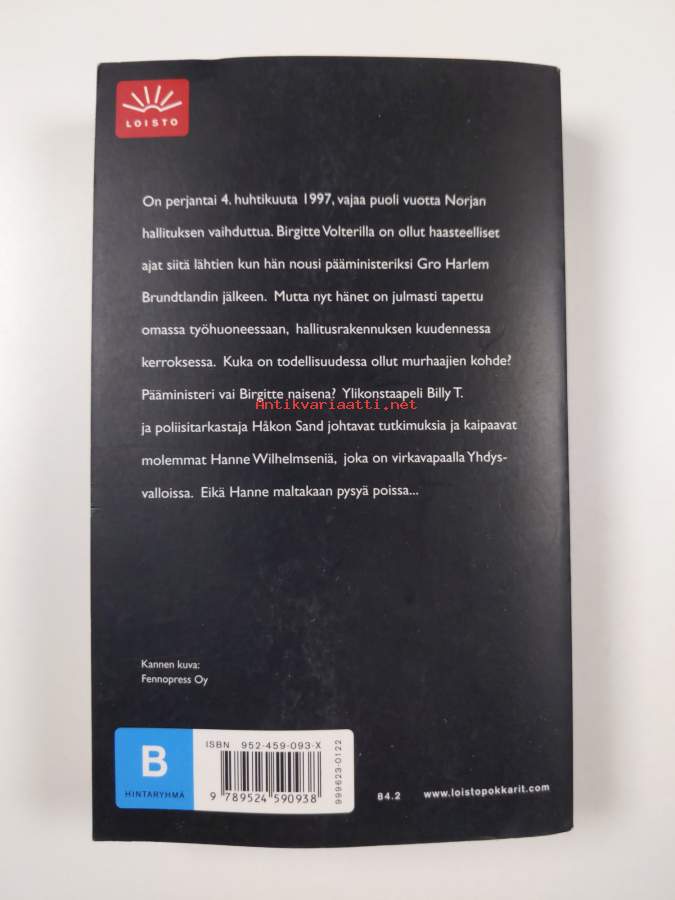 LOISTO
On perjantai 4. huhtikuuta 1997, vajaa puoli vuotta Norjan
hallituksen vaihduttua. Birgitte Volterilla on ollut haasteelliset
ajat siitä lähtien kun hän nousi pääministeriksi Gro Harlem
Brundtlandin jälkeen. Mutta nyt hänet on julmasti tapettu
omassa työhuoneessaan, hallitusrakennuksen kuudennessa
kerroksessa. Kuka on todellisuudessa ollut murhaajien kohde?
Pääministeri vai Birgitte naisena? Ylikonstaapeli Billy T.
Antikvariaatti.net
ja poliisitarkastaja Håkon Sand johtavat tutkimuksia ja kaipaavat
molemmat Hanne Wilhelmseniä, joka on virkavapaalla Yhdys-
valloissa. Eikä Hanne maltakaan pysyä poissa...
Kannen kuva:
Fennopress Oy
B
HINTARYHMÄ
ISBN 952-459-093-X
9 789524 590938
999623-0122
84.2
www.loistopokkarit.com